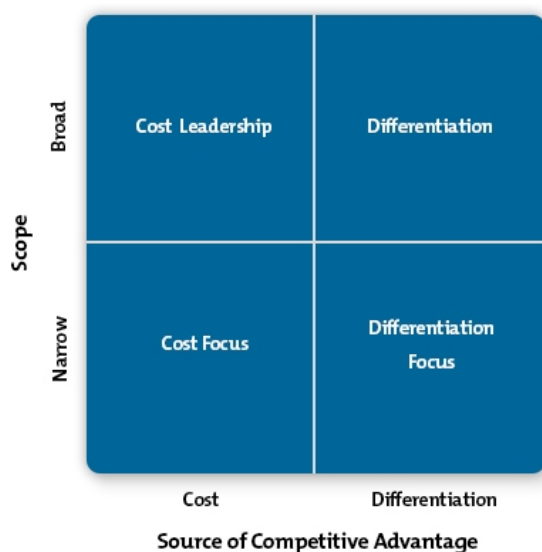 Broad
Cost Leadership
Differentiation
Scope
Narrow
Cost Focus
Differentiation
Focus
Cost
Differentiation
Source of Competitive Advantage